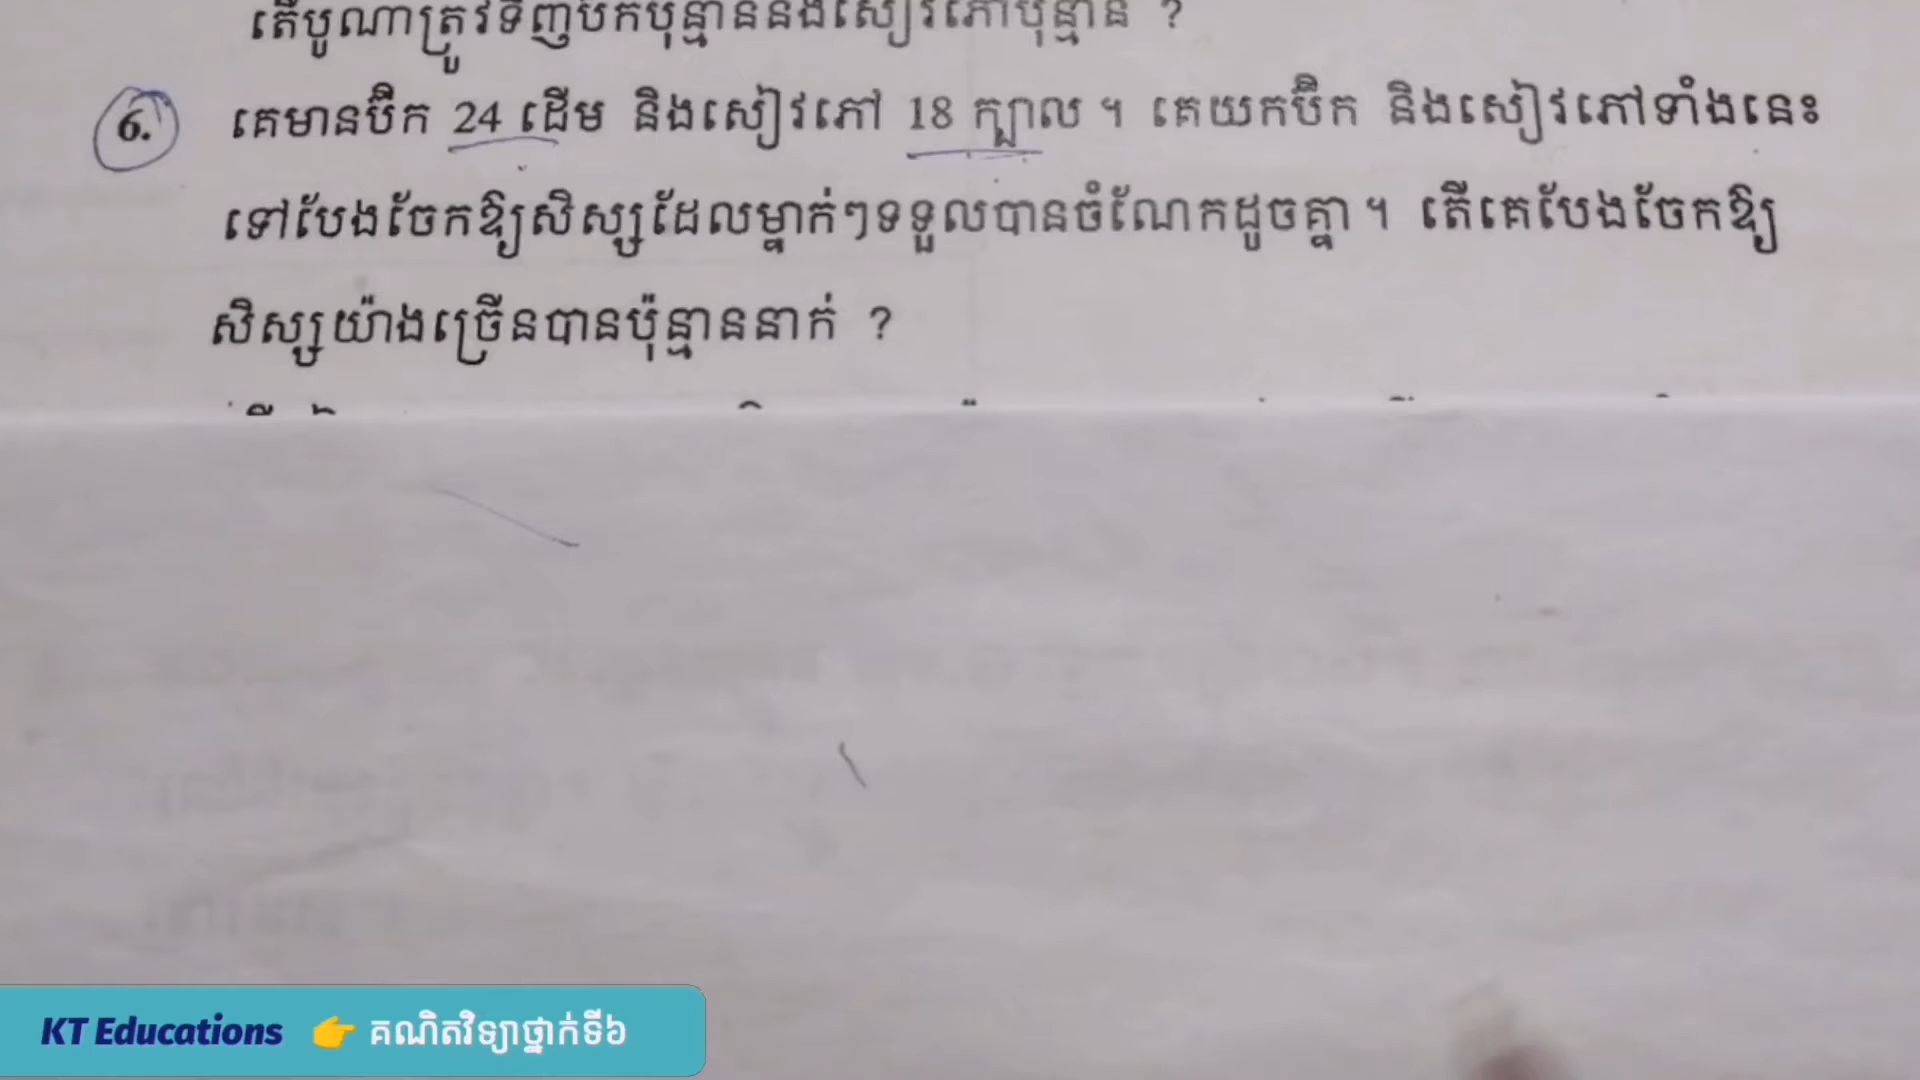 តើបូណាត្រូវទិញប៊ិកប៉ុន្មាននិងសៀវភៅប៉ុន្មាន ?
6. គេមានប៊ិក 24 ដើម និងសៀវភៅ 18 ក្បាល ។ គេយកប៊ិក និងសៀវភៅទាំងនេះ
ទៅបែងចែកឱ្យសិស្សដែលម្នាក់ៗទទួលបានចំណែកដូចគ្នា ។ តើគេបែងចែកឱ្យ
សិស្សយ៉ាងច្រើនបានប៉ុន្មាននាក់ ?
KT Educations 👉 គណិតវិទ្យាថ្នាក់ទី៦